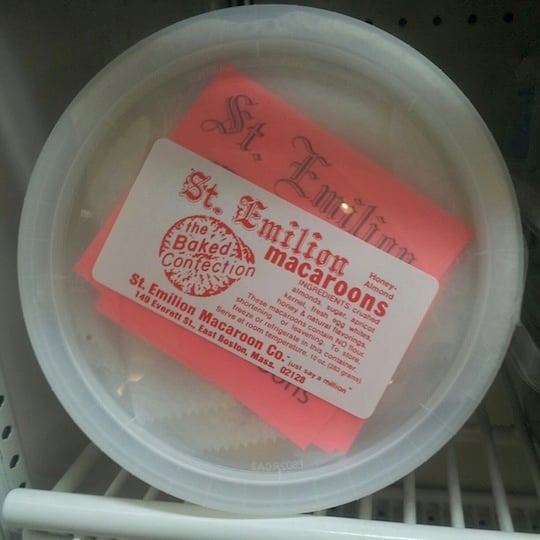 St. Emilion
St. Emilion
macaroons
the
Baked-
Confection
Honey-
Almond
INGREDIENTS crushed
almonds, sugar, apricot
kernel, fresh egg whites,
honey & natural flavorings.
These macaroons contain NO flour,
shortening or leavening. To store,
freeze or refrigerate in this container.
Serve at room temperature. 10 oz. (283 grams)
St. Emilion Macaroon Co. "just say a million"
149 Everett St., East Boston, Mass. 02128